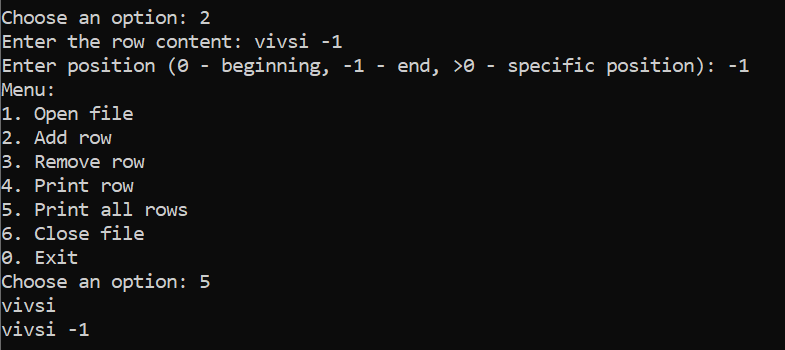 Choose an option: 2
Enter the row content: vivsi -1
Enter position (0 - beginning, -1 - end, >0 - specific position): -1
Menu:
1. Open file
2. Add row
3. Remove row
4. Print row
5. Print all rows
6. Close file
0. Exit
Choose an option: 5
vivsi
vivsi -1